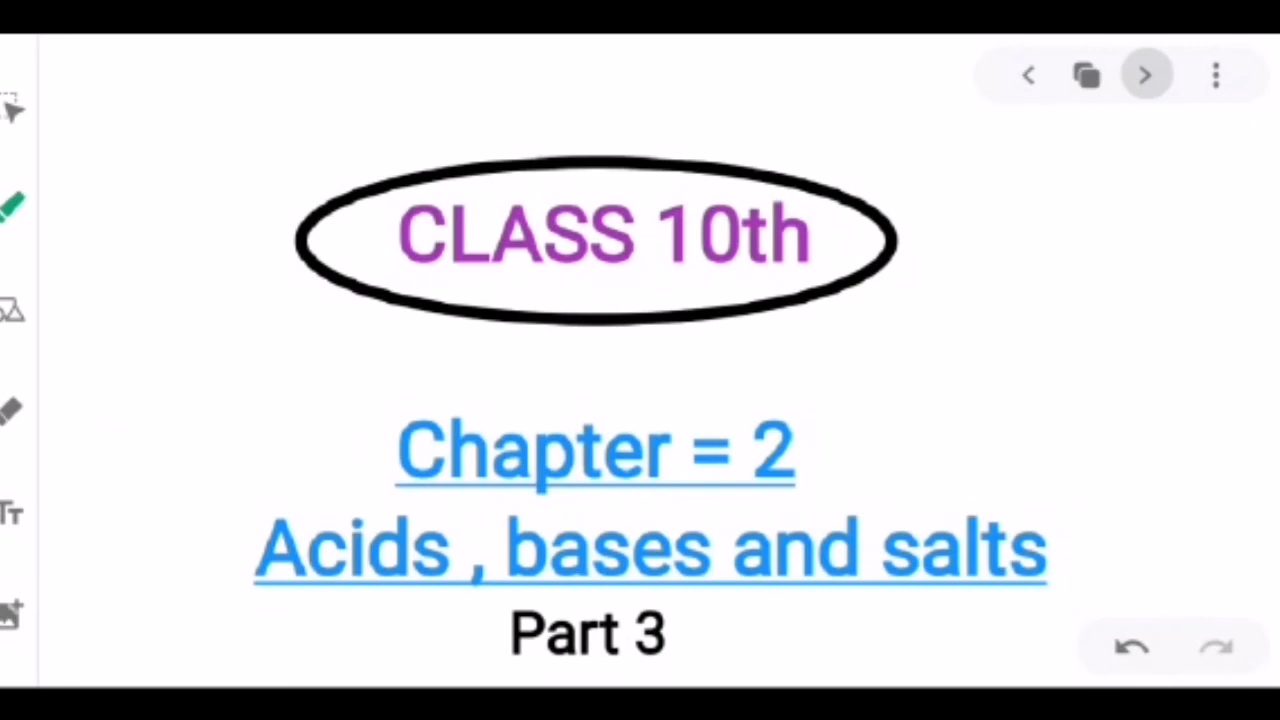 CLASS 10th
Chapter = 2
Acids , bases and salts
Part 3